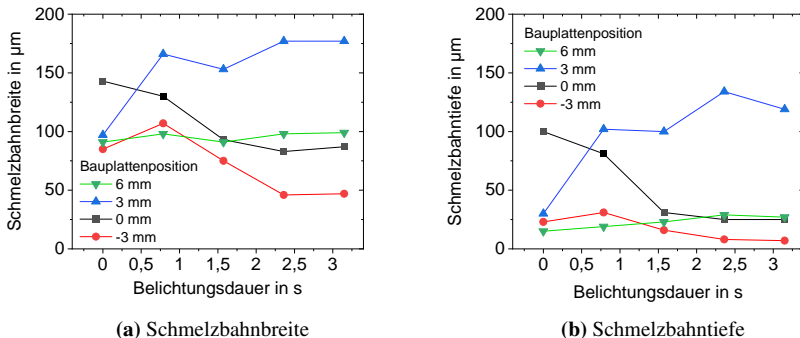 200
150
100
50
0
Schmelzbahnbreite in µm
Bauplattenposition
6 mm
3 mm
0 mm
-3 mm
0 0,5 1 1,5 2 2,5 3
Belichtungsdauer in s
(a) Schmelzbahnbreite
200
150
100
50
0
Schmelzbahntiefe in µm
Bauplattenposition
6 mm
3 mm
0 mm
-3 mm
0 0,5 1 1,5 2 2,5 3
Belichtungsdauer in s
(b) Schmelzbahntiefe